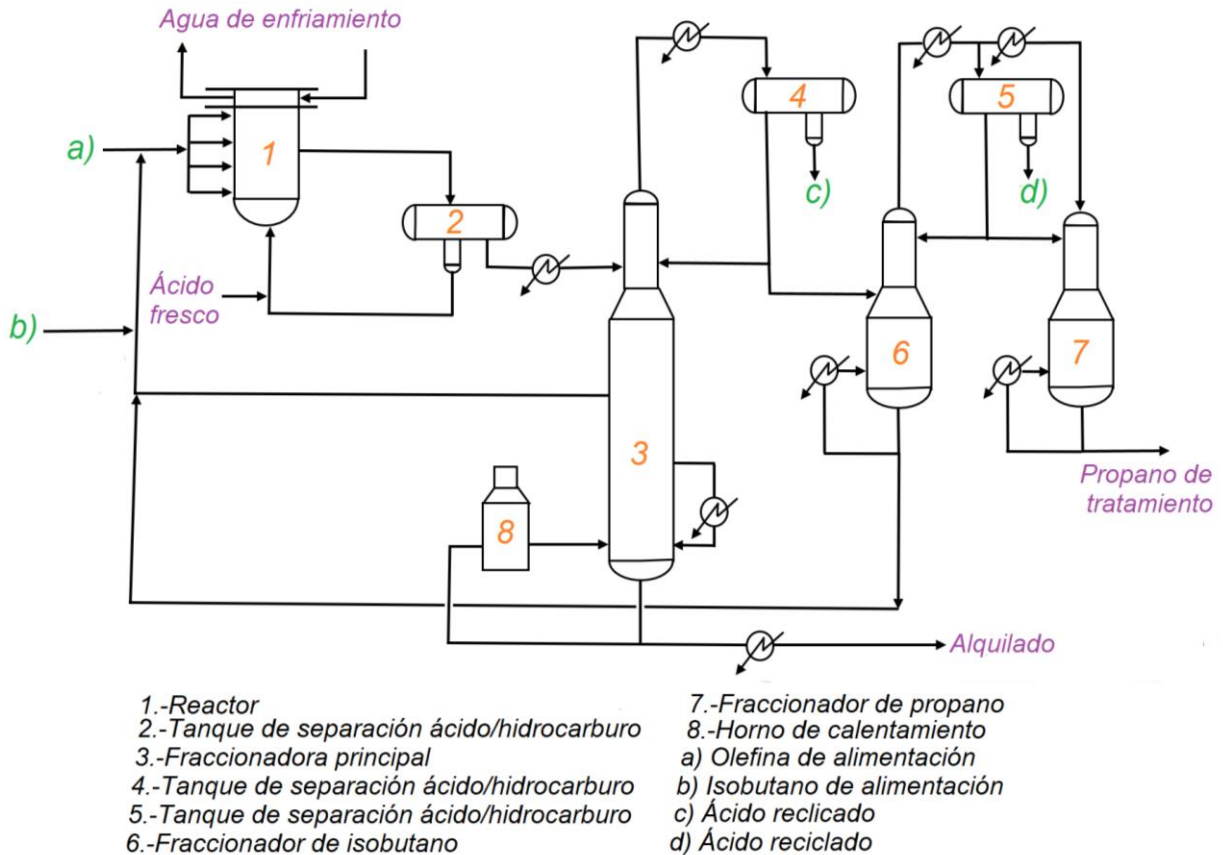 Agua de enfriamiento
4
5
a)
1
c)
d)
2
Ácido
fresco
b)
6
7
3
Propano de
tratamiento
8
Alquilado
1.-Reactor
2.-Tanque de separación ácido/hidrocarburo
3.-Fraccionadora principal
4.-Tanque de separación ácido/hidrocarburo
5.-Tanque de separación ácido/hidrocarburo
6.-Fraccionador de isobutano
7.-Fraccionador de propano
8.-Horno de calentamiento
a) Olefina de alimentación
b) Isobutano de alimentación
c) Ácido reclicado
d) Ácido reciclado